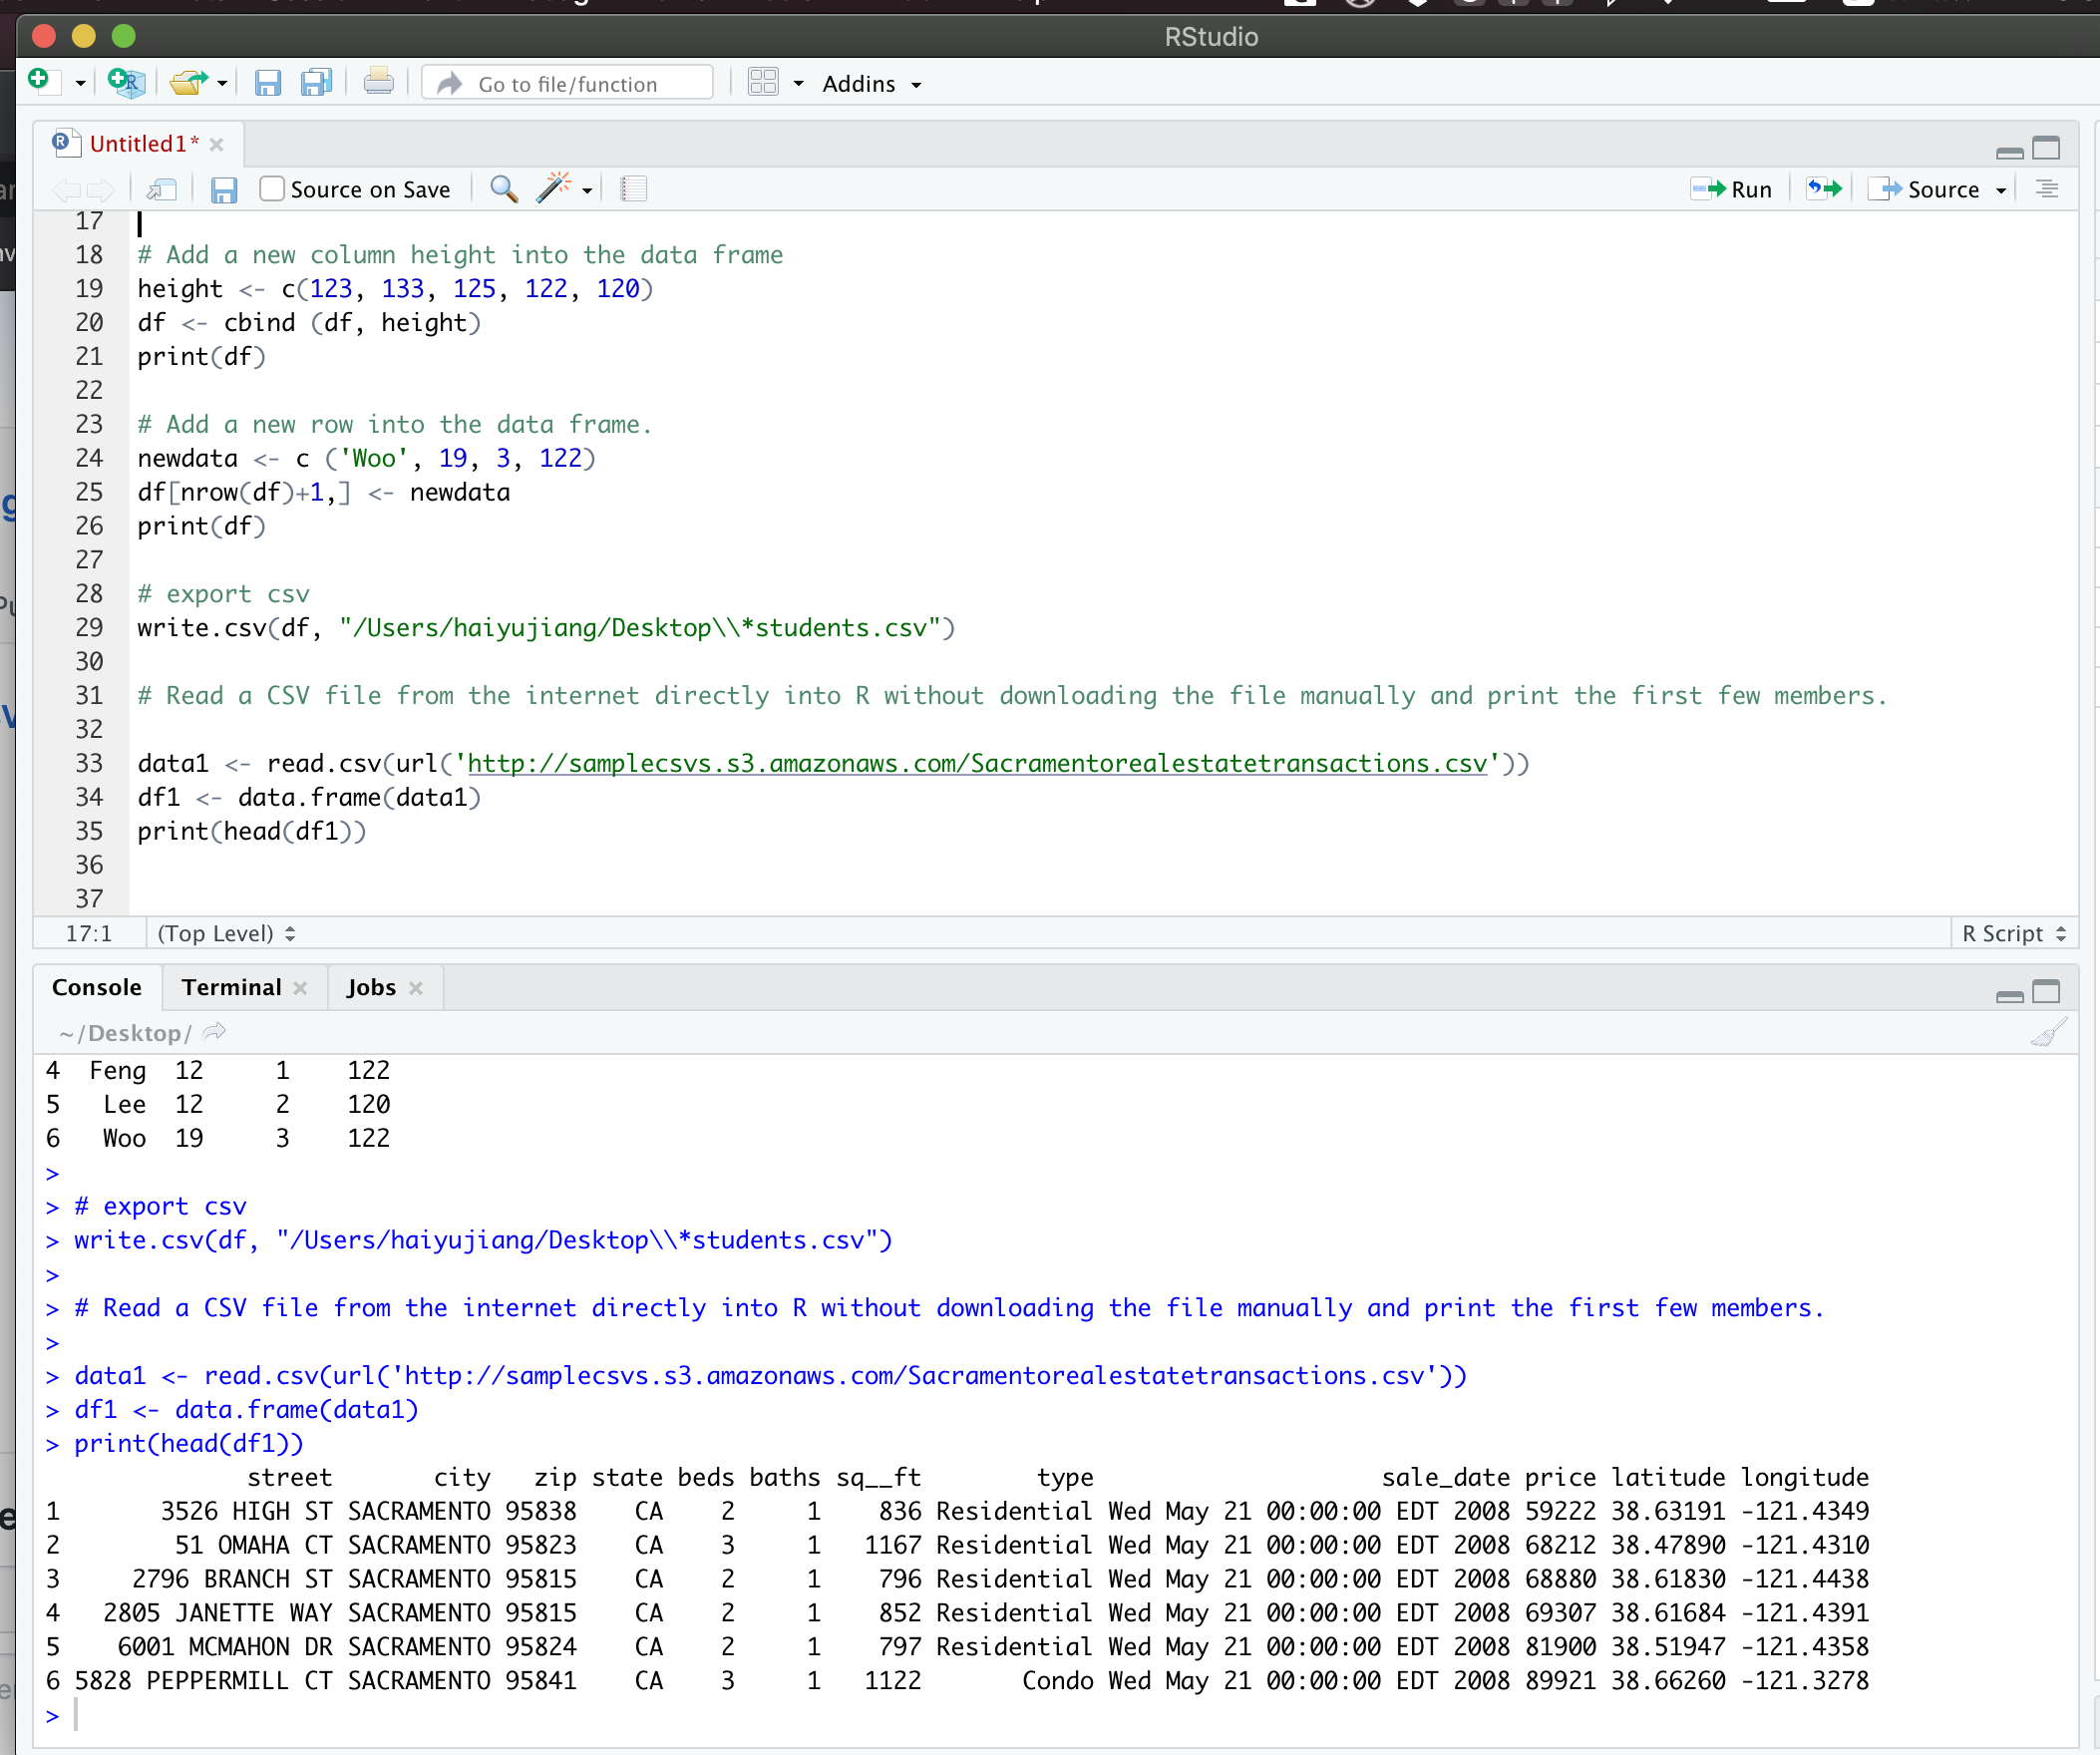 RStudio
Go to file/function
Addins
Untitled1*
Source on Save
Run
Source
17
18 # Add a new column height into the data frame
19 height <- c(123, 133, 125, 122, 120)
20 df <- cbind (df, height)
21 print(df)
22
23 # Add a new row into the data frame.
24 newdata <- c ('Woo', 19, 3, 122)
25 df[nrow(df)+1,] <- newdata
26 print(df)
27
28 # export csv
29 write.csv(df, "/Users/haiyujiang/Desktop\\*students.csv")
30
31 # Read a CSV file from the internet directly into R without downloading the file manually and print the first few members.
32
33 data1 <- read.csv(url('http://samplecsvs.s3.amazonaws.com/Sacramentorealestatetransactions.csv'))
34 df1 <- data.frame(data1)
35 print(head(df1))
36
37
17:1 (Top Level) R Script
Console Terminal Jobs
~/Desktop/
4 Feng 12 1 122
5 Lee 12 2 120
6 Woo 19 3 122
>
> # export csv
> write.csv(df, "/Users/haiyujiang/Desktop\\*students.csv")
>
> # Read a CSV file from the internet directly into R without downloading the file manually and print the first few members.
>
> data1 <- read.csv(url('http://samplecsvs.s3.amazonaws.com/Sacramentorealestatetransactions.csv'))
> df1 <- data.frame(data1)
> print(head(df1))
street city zip state beds baths sq__ft type sale_date price latitude longitude
1 3526 HIGH ST SACRAMENTO 95838 CA 2 1 836 Residential Wed May 21 00:00:00 EDT 2008 59222 38.63191 -121.4349
2 51 OMAHA CT SACRAMENTO 95823 CA 3 1 1167 Residential Wed May 21 00:00:00 EDT 2008 68212 38.47890 -121.4310
3 2796 BRANCH ST SACRAMENTO 95815 CA 2 1 796 Residential Wed May 21 00:00:00 EDT 2008 68880 38.61830 -121.4438
4 2805 JANETTE WAY SACRAMENTO 95815 CA 2 1 852 Residential Wed May 21 00:00:00 EDT 2008 69307 38.61684 -121.4391
5 6001 MCMAHON DR SACRAMENTO 95824 CA 2 1 797 Residential Wed May 21 00:00:00 EDT 2008 81900 38.51947 -121.4358
6 5828 PEPPERMILL CT SACRAMENTO 95841 CA 3 1 1122 Condo Wed May 21 00:00:00 EDT 2008 89921 38.66260 -121.3278
>